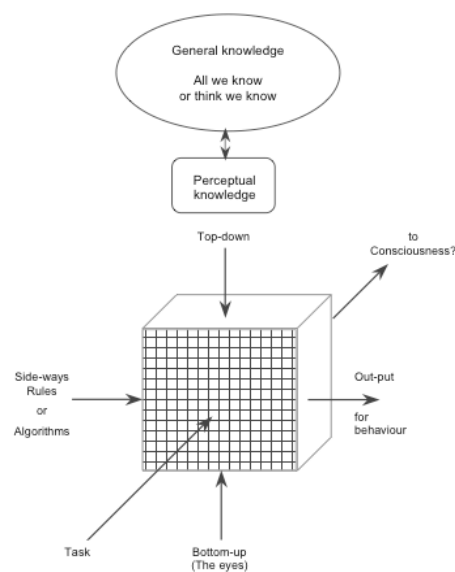 General knowledge
All we know
or think we know
Perceptual
knowledge
Top-down
to
Consciousness?
Side-ways
Rules
or
Algorithms
Out-put
for
behaviour
Task
Bottom-up
(The eyes)